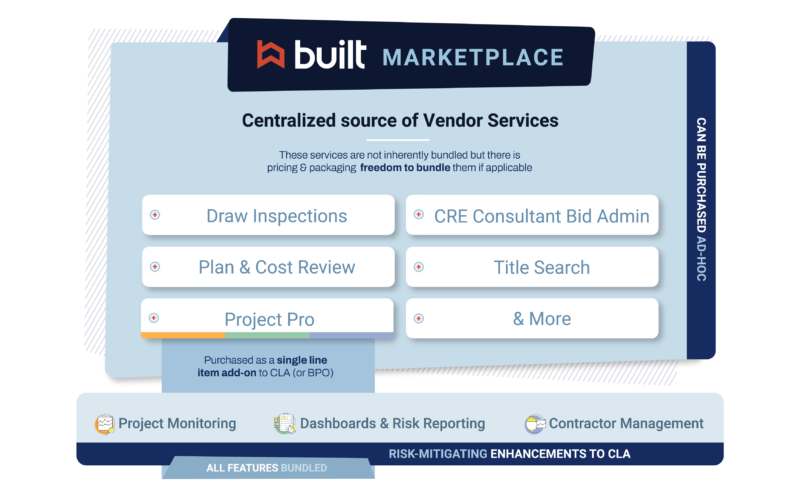 built MARKETPLACE
Centralized source of Vendor Services
These services are not inherently bundled but there is
pricing & packaging freedom to bundle them if applicable
Draw Inspections
CRE Consultant Bid Admin
Plan & Cost Review
Title Search
Project Pro
& More
CAN BE PURCHASED AD-HOC
Purchased as a single line
item add-on to CLA (or BPO)
Project Monitoring
Dashboards & Risk Reporting
Contractor Management
RISK-MITIGATING ENHANCEMENTS TO CLA
ALL FEATURES BUNDLED